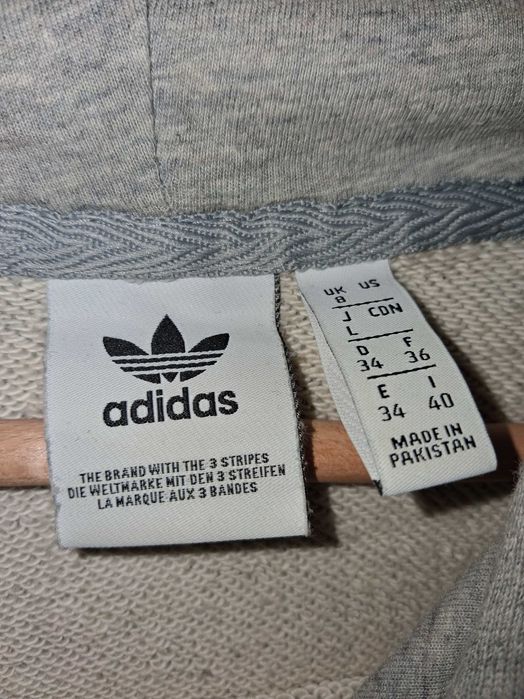 adidas
THE BRAND WITH THE 3 STRIPES
DIE WELTMARKE MIT DEN 3 STREIFEN
LA MARQUE AUX 3 BANDES
UK US
8
J CDN
L
D F
34 36
E I
34 40
MADE IN
PAKISTAN